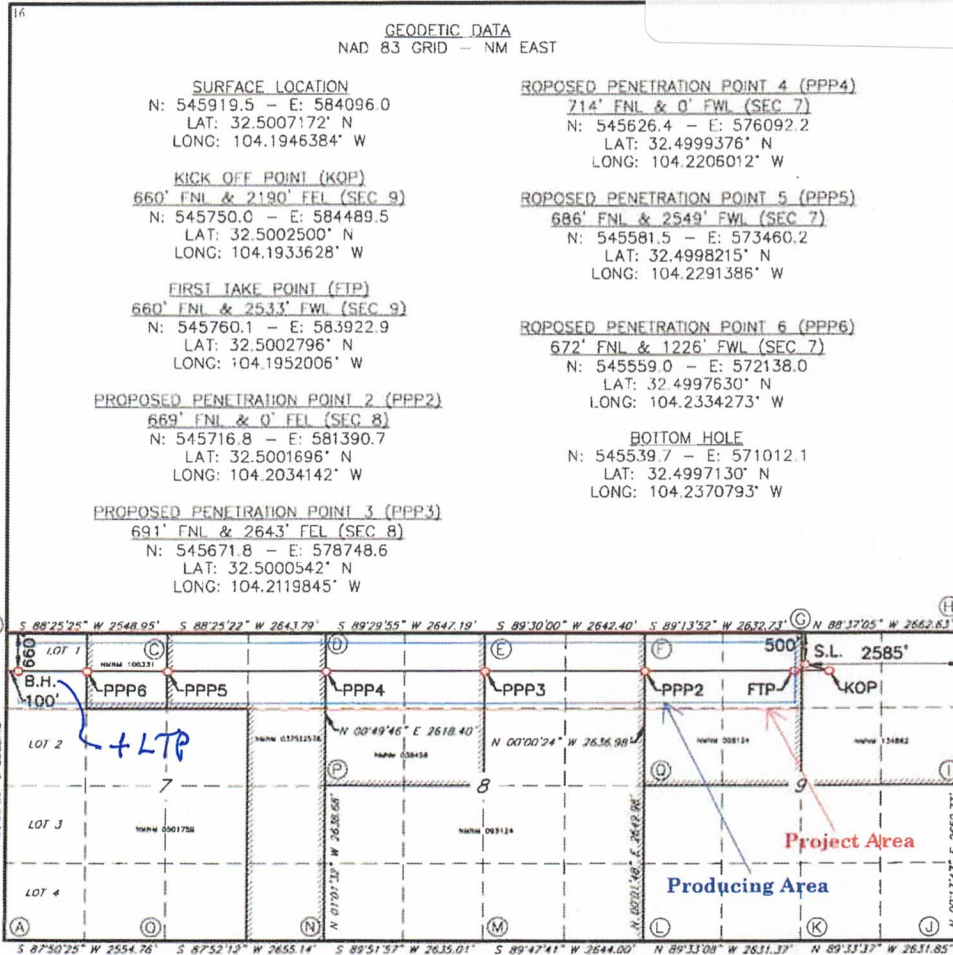 16
GEODETIC DATA
NAD 83 GRID – NM EAST
SURFACE LOCATION
N: 545919.5 – E: 584096.0
LAT: 32.5007172° N
LONG: 104.1946384° W
KICK OFF POINT (KOP)
660' FNL & 2190' FEL (SEC 9)
N: 545750.0 – E: 584489.5
LAT: 32.5002500° N
LONG: 104.1933628° W
FIRST TAKE POINT (FTP)
660' FNL & 2533' FWL (SEC 9)
N: 545760.1 – E: 583922.9
LAT: 32.5002796° N
LONG: 104.1952006° W
PROPOSED PENETRATION POINT 2 (PPP2)
669' FNL & 0' FEL (SEC 8)
N: 545716.8 – E: 581390.7
LAT: 32.5001696° N
LONG: 104.2034142° W
PROPOSED PENETRATION POINT 3 (PPP3)
691' FNL & 2643' FEL (SEC 8)
N: 545671.8 – E: 578748.6
LAT: 32.5000542° N
LONG: 104.2119845° W
ROPOSED PENETRATION POINT 4 (PPP4)
714' FNL & 0' FWL (SEC 7)
N: 545626.4 – E: 576092.2
LAT: 32.4999376° N
LONG: 104.2206012° W
ROPOSED PENETRATION POINT 5 (PPP5)
686' FNL & 2549' FWL (SEC 7)
N: 545581.5 – E: 573460.2
LAT: 32.4998215° N
LONG: 104.2291386° W
ROPOSED PENETRATION POINT 6 (PPP6)
672' FNL & 1226' FWL (SEC 7)
N: 545559.0 – E: 572138.0
LAT: 32.4997630° N
LONG: 104.2334273° W
BOTTOM HOLE
N: 545539.7 – E: 571012.1
LAT: 32.4997130° N
LONG: 104.2370793° W
S 88°25'25" W 2548.95' S 88°25'22" W 2643.79' S 89°29'55" W 2647.19' S 89°30'00" W 2642.40' S 89°13'52" W 2632.73' G N 88°37'05" W 2662.63' H
660' LOT 1 C D E F 500' S.L. 2585'
NMNM 100331
B.H. PPP6 PPP5 PPP4 PPP3 PPP2 FTP KOP
100'
+ LTP
LOT 2 N 00°49'46" E 2618.40' N 00°00'24" W 2636.98'
P Q I
7 8 9
N 01°01'32" W 2638.68' N 00°01'48" E 2649.98'
LOT 3 NMNM 0501759
Project Area
Producing Area
LOT 4
A O N M L K J
S 87°50'25" W 2554.76' S 87°52'12" W 2655.14' S 89°51'57" W 2635.01' S 89°47'41" W 2644.00' N 89°33'08" W 2631.37' N 89°33'37" W 2631.85'